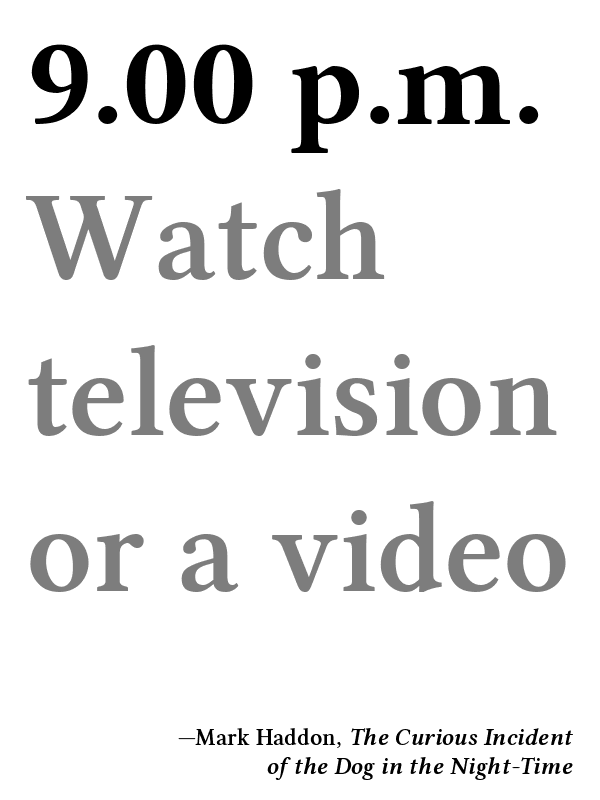 9.00 p.m.
Watch
television
or a video
—Mark Haddon, The Curious Incident
of the Dog in the Night-Time